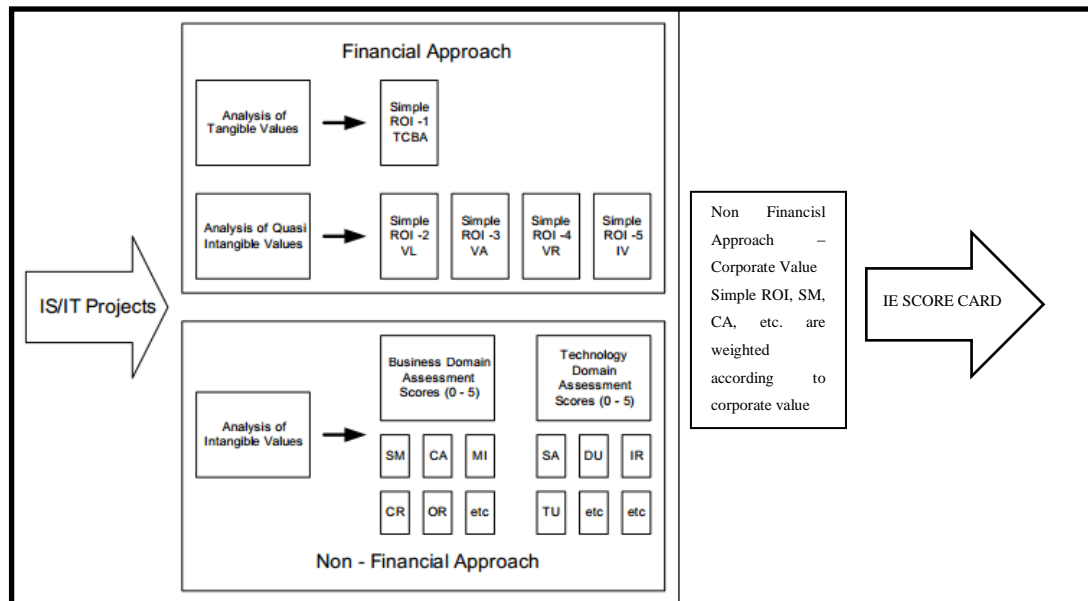 Financial Approach
Analysis of
Tangible Values
Simple
ROI -1
TCBA
Analysis of Quasi
Intangible Values
Simple
ROI -2
VL
Simple
ROI -3
VA
Simple
ROI -4
VR
Simple
ROI -5
IV
IS/IT Projects
Business Domain
Assessment
Scores (0 - 5)
Technology
Domain
Assessment
Scores (0 - 5)
Analysis of
Intangible Values
SM
CA
MI
SA
DU
IR
CR
OR
etc
TU
etc
etc
Non - Financial Approach
Non Financisl
Approach –
Corporate Value
Simple ROI, SM,
CA, etc. are
weighted
according to
corporate value
IE SCORE CARD